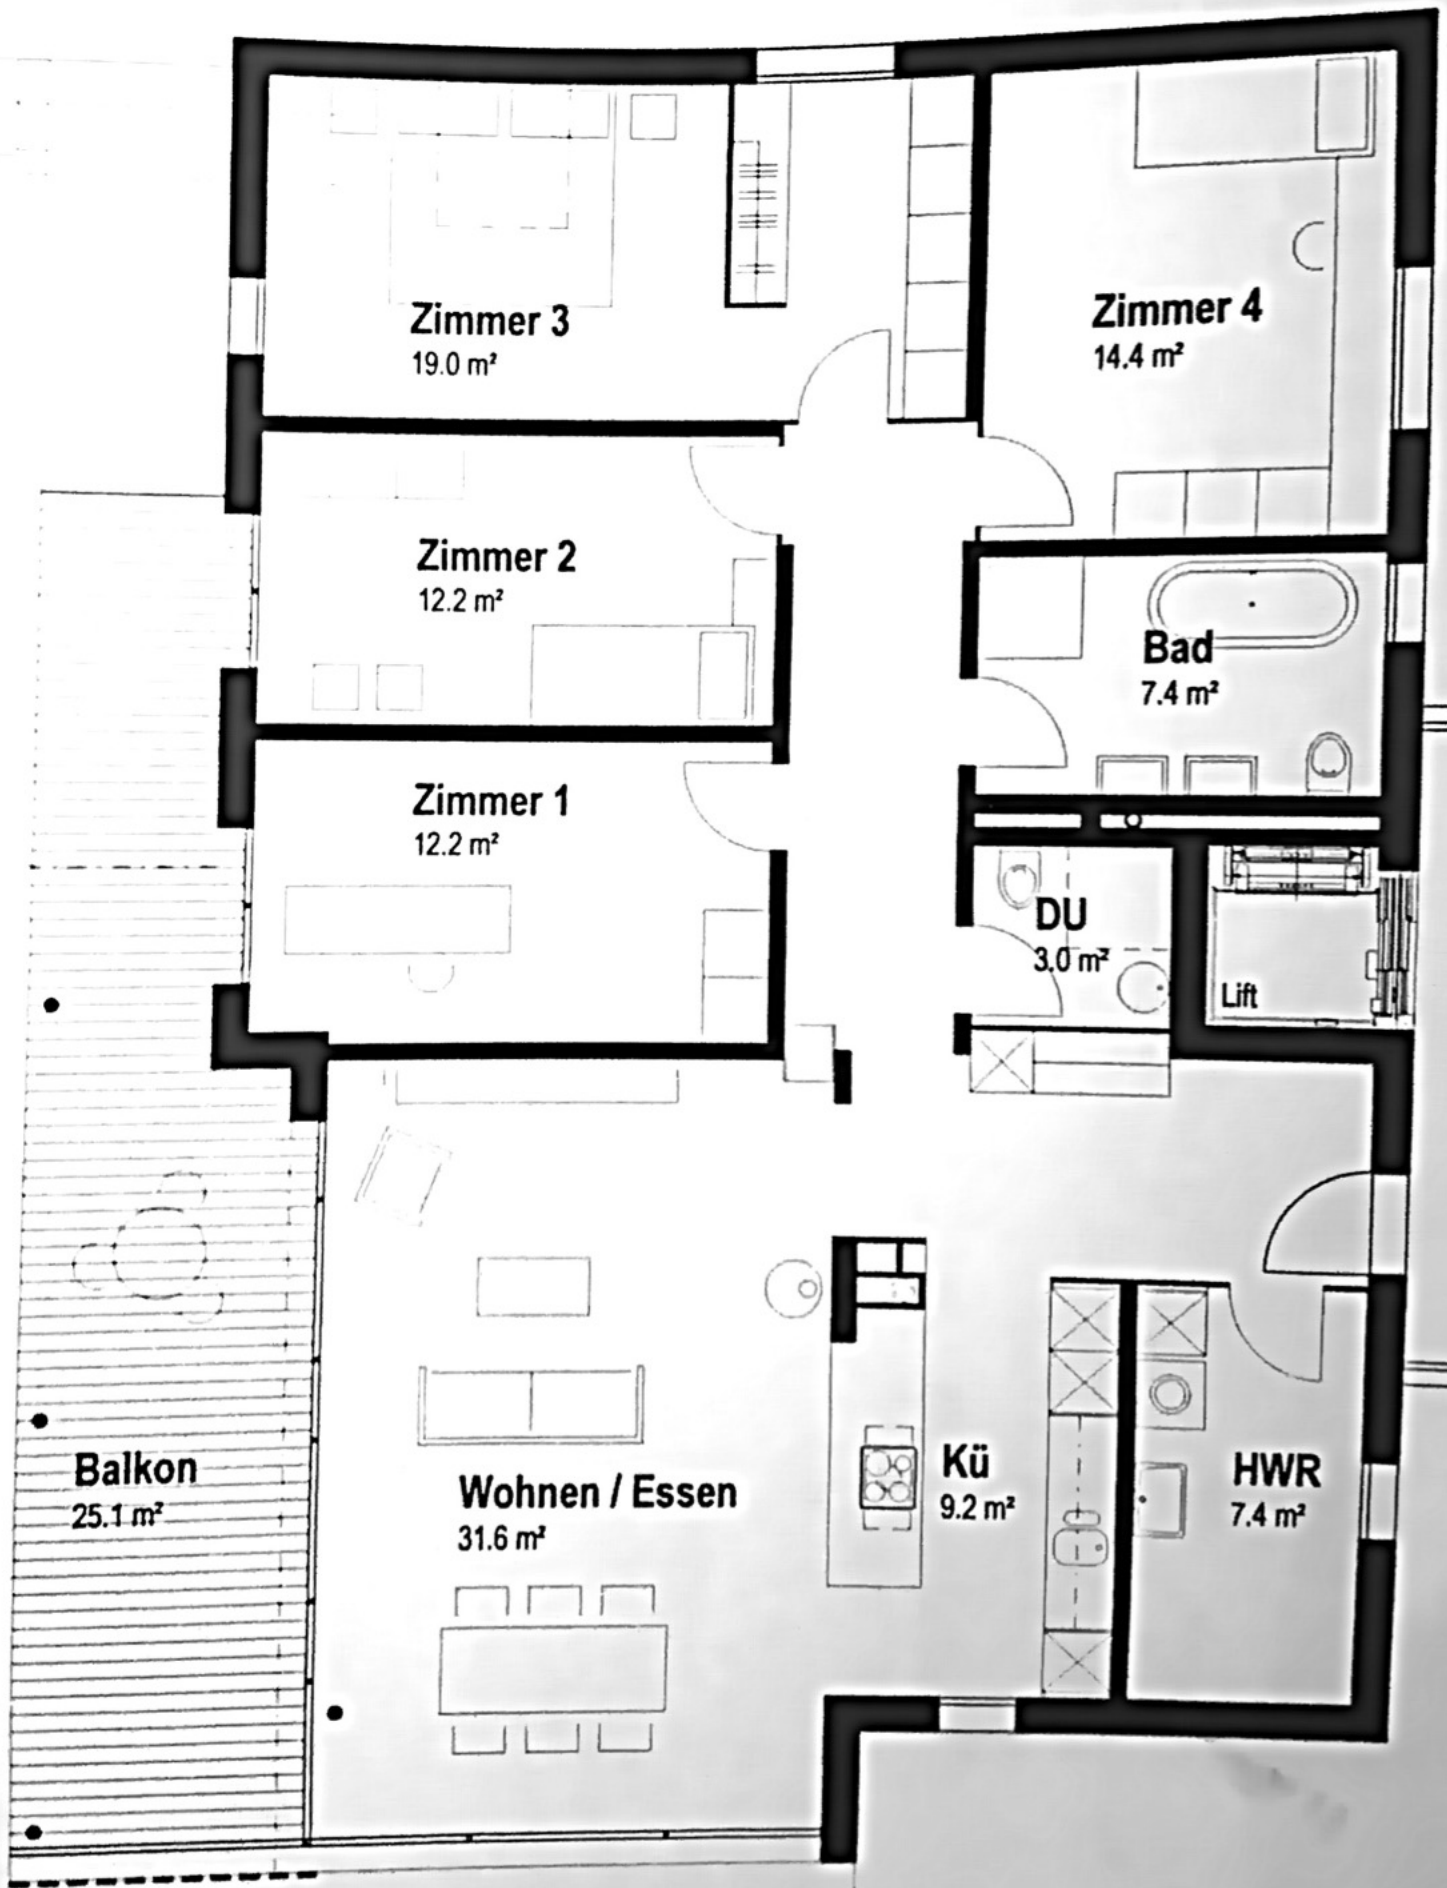 Zimmer 3
19.0 m²
Zimmer 4
14.4 m²
Zimmer 2
12.2 m²
Bad
7.4 m²
Zimmer 1
12.2 m²
DU
3.0 m²
Lift
Balkon
25.1 m²
Wohnen / Essen
31.6 m²
Kü
9.2 m²
HWR
7.4 m²